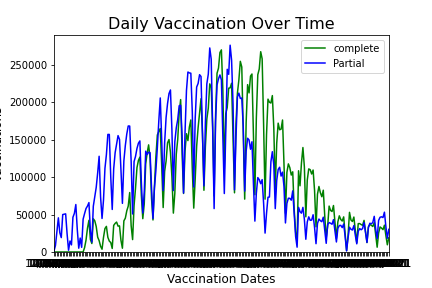 Daily Vaccination Over Time
complete
Partial
250000
200000
150000
100000
50000
0
Vaccination Dates